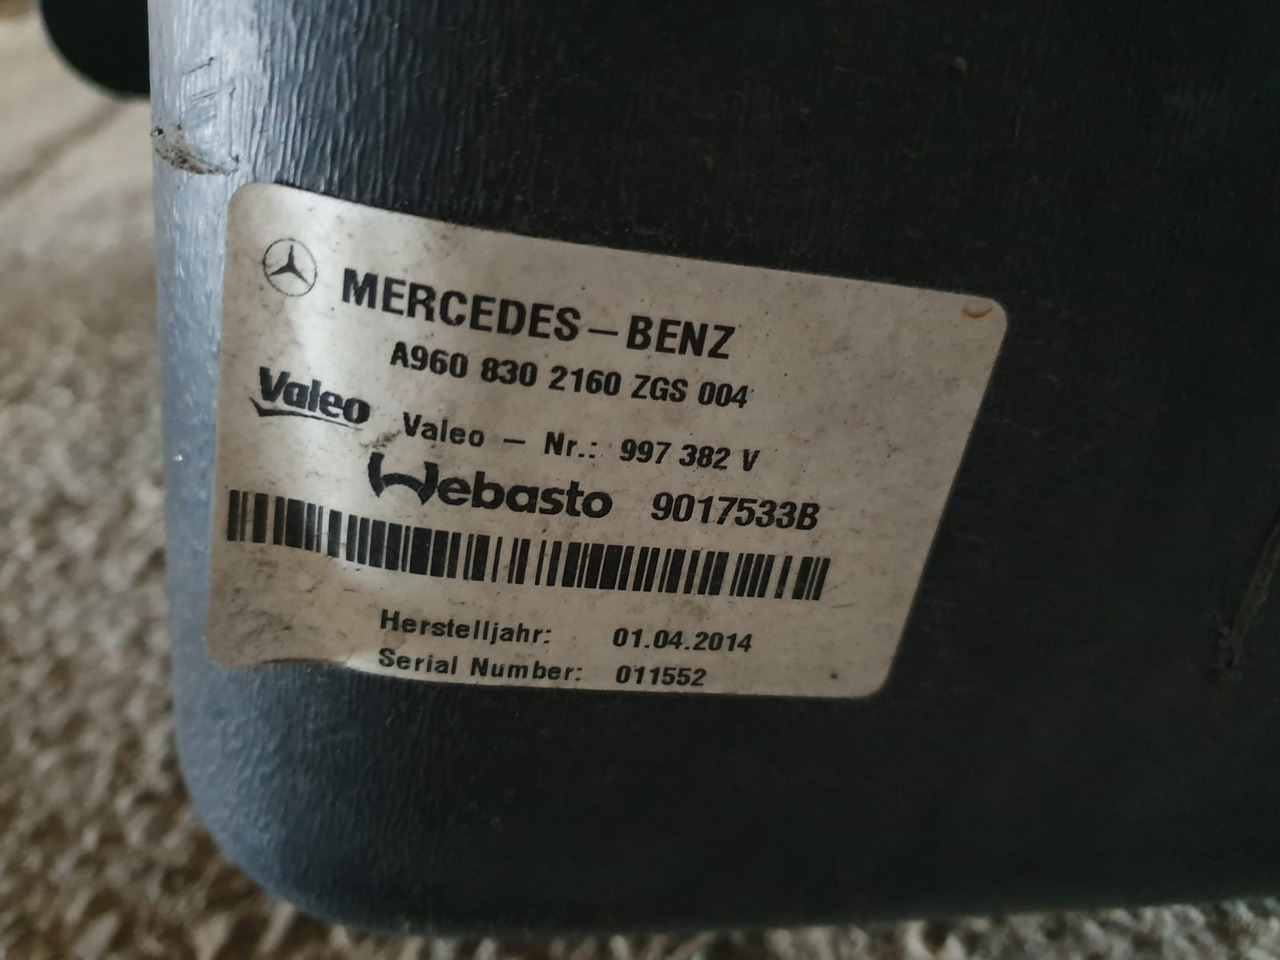 MERCEDES-BENZ
A960 830 2160 ZGS 004
Valeo Valeo - Nr.: 997 382 V
Webasto 9017533B
Herstelljahr: 01.04.2014
Serial Number: 011552